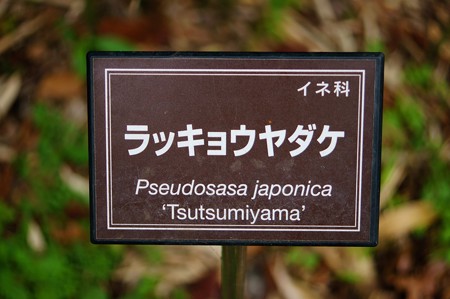 イネ科
ラッキョウヤダケ
Pseudosasa japonica
‘Tsutsumiyama’